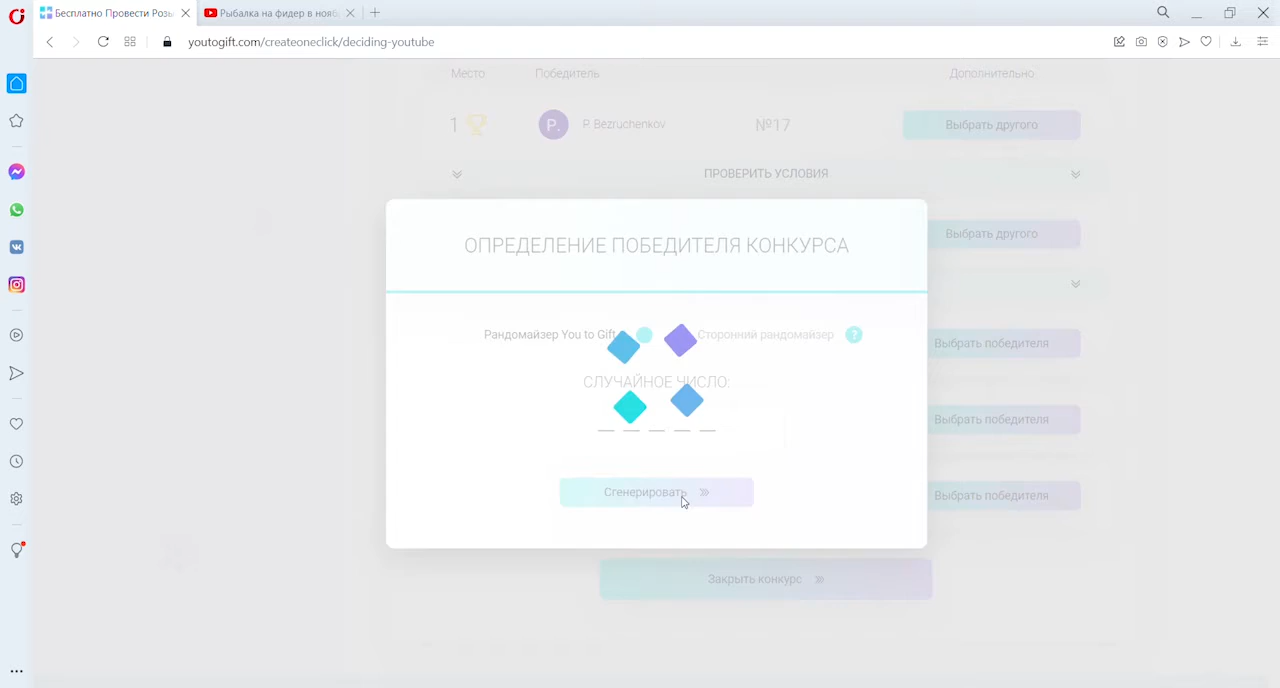 Бесплатно Провести Розы
Рыбалка на фидер в нояб
youtogift.com/createoneclick/deciding-youtube
Место Победитель Дополнительно
1 P. P. Bezruchenkov №17 Выбрать другого
ПРОВЕРИТЬ УСЛОВИЯ
Выбрать другого
ОПРЕДЕЛЕНИЕ ПОБЕДИТЕЛЯ КОНКУРСА
Рандомайзер You to Gift Сторонний рандомайзер ?
Выбрать победителя
СЛУЧАЙНОЕ ЧИСЛО:
Выбрать победителя
Сгенерировать
Выбрать победителя
Закрыть конкурс